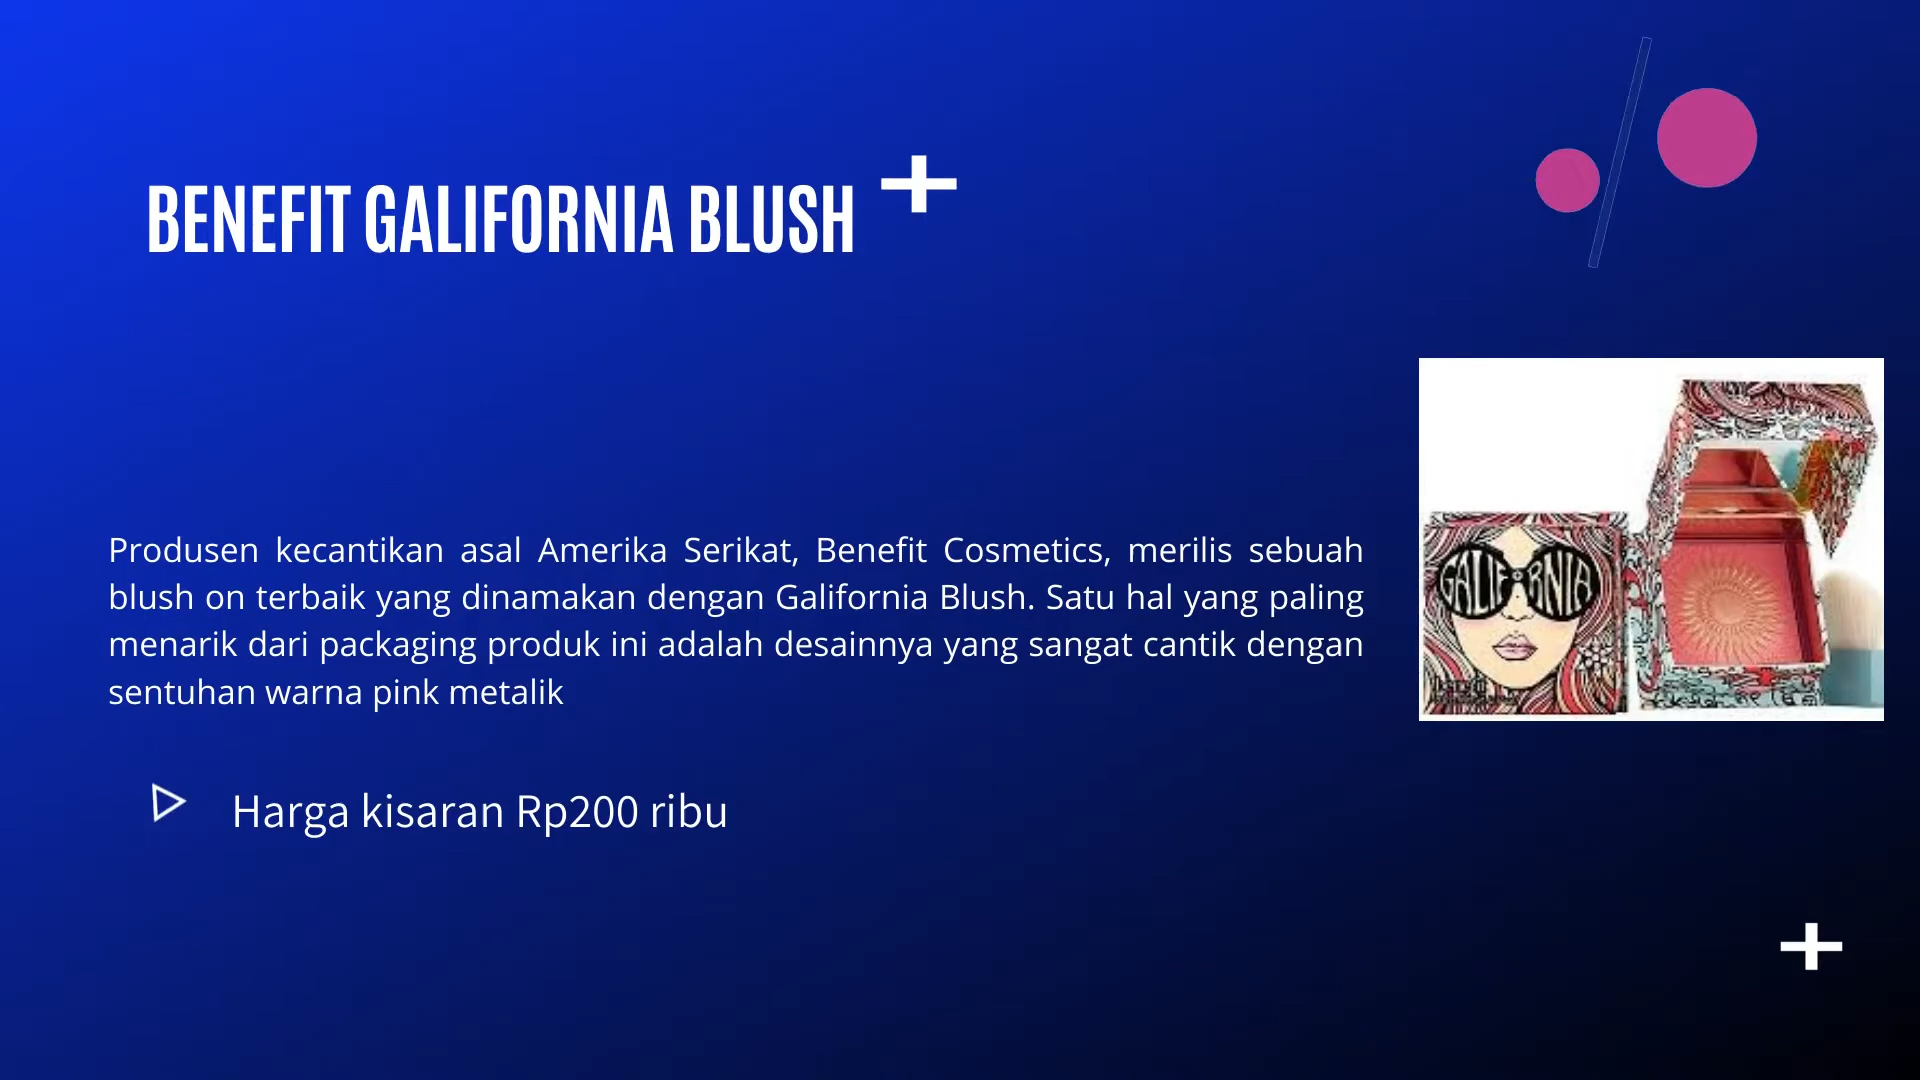 BENEFIT GALIFORNIA BLUSH
Produsen kecantikan asal Amerika Serikat, Benefit Cosmetics, merilis sebuah
blush on terbaik yang dinamakan dengan Galifornia Blush. Satu hal yang paling
menarik dari packaging produk ini adalah desainnya yang sangat cantik dengan
sentuhan warna pink metalik
GALIFORNIA
Harga kisaran Rp200 ribu